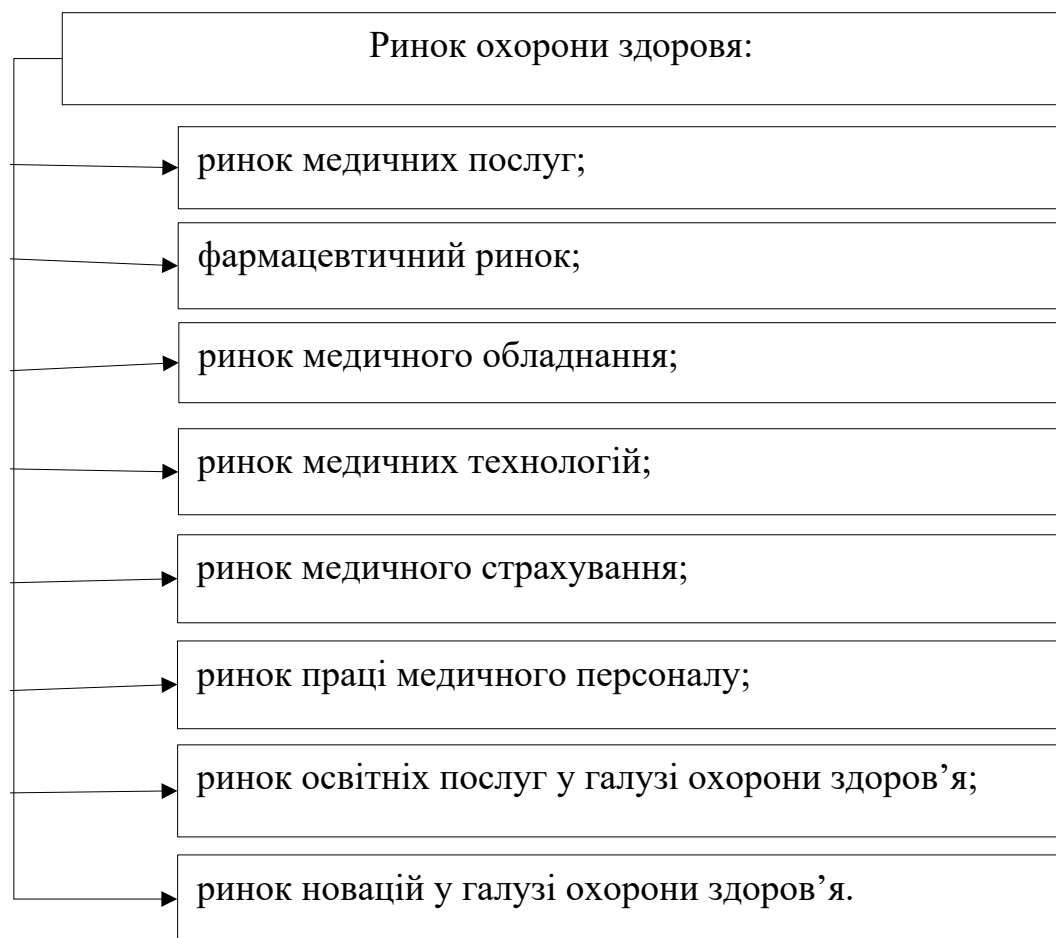 Ринок охорони здоровя:
ринок медичних послуг;
фармацевтичний ринок;
ринок медичного обладнання;
ринок медичних технологій;
ринок медичного страхування;
ринок праці медичного персоналу;
ринок освітніх послуг у галузі охорони здоров’я;
ринок новацій у галузі охорони здоров’я.